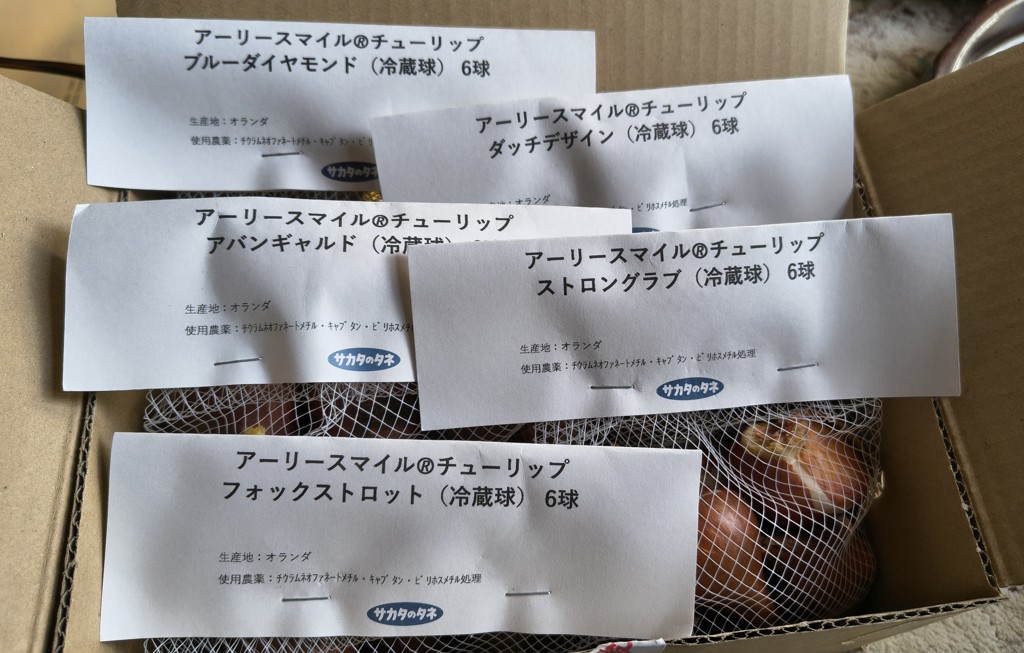 アーリースマイル®チューリップ
ブルーダイヤモンド（冷蔵球） 6球
生産地：オランダ
使用農薬：ﾁｳﾗﾑﾈｵﾌｧﾈｰﾄﾒﾁﾙ・ｷｬﾌﾟﾀﾝ・ﾋﾟﾘ
サカタのタネ
アーリースマイル®チューリップ
ダッチデザイン（冷蔵球） 6球
産地：オランダ
・ﾋﾟﾘﾎｽﾒﾁﾙ処理
アーリースマイル®チューリップ
アバンギャルド（冷蔵球）
生産地：オランダ
使用農薬：ﾁｳﾗﾑﾈｵﾌｧﾈｰﾄﾒﾁﾙ・ｷｬﾌﾟﾀﾝ・ﾋﾟﾘﾎｽﾒﾁ
サカタのタネ
アーリースマイル®チューリップ
ストロングラブ（冷蔵球） 6球
生産地：オランダ
使用農薬：ﾁｳﾗﾑﾈｵﾌｧﾈｰﾄﾒﾁﾙ・ｷｬﾌﾟﾀﾝ・ﾋﾟﾘﾎｽﾒﾁﾙ処理
サカタのタネ
アーリースマイル®チューリップ
フォックストロット（冷蔵球） 6球
生産地：オランダ
使用農薬：ﾁｳﾗﾑﾈｵﾌｧﾈｰﾄﾒﾁﾙ・ｷｬﾌﾟﾀﾝ・ﾋﾟﾘﾎｽﾒﾁﾙ処理
サカタのタネ